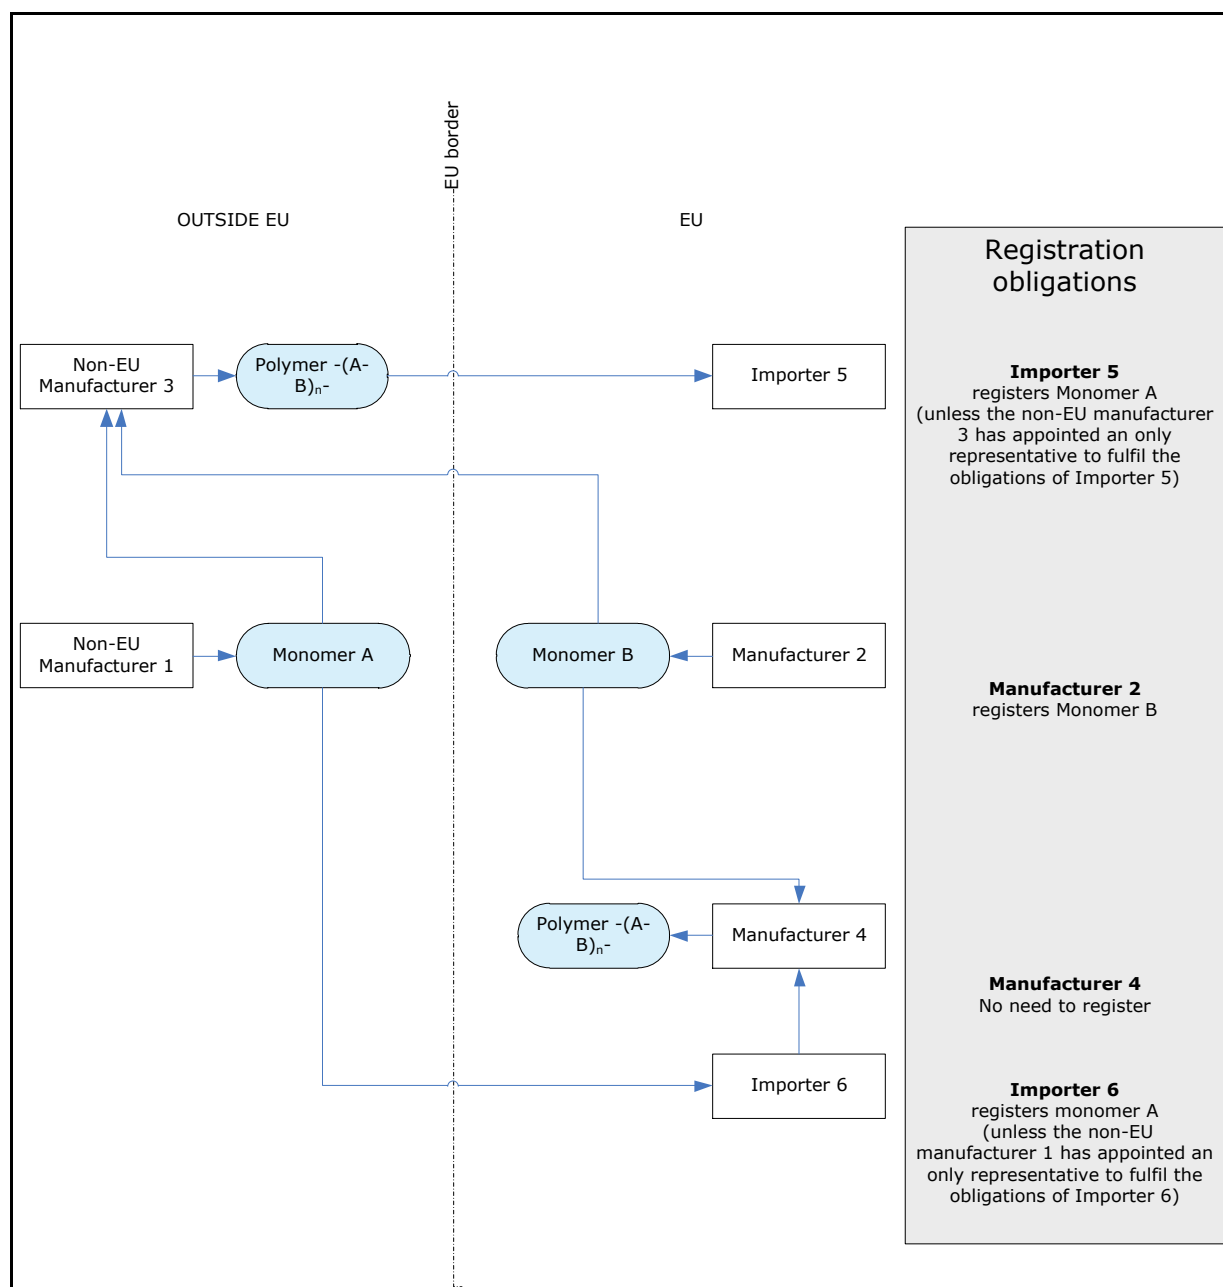 EU border
OUTSIDE EU
EU
Registration
obligations
Non-EU
Manufacturer 3
Polymer -(A-
B)ₙ-
Importer 5
Importer 5
registers Monomer A
(unless the non-EU manufacturer
3 has appointed an only
representative to fulfil the
obligations of Importer 5)
Non-EU
Manufacturer 1
Monomer A
Monomer B
Manufacturer 2
Manufacturer 2
registers Monomer B
Polymer -(A-
B)ₙ-
Manufacturer 4
Manufacturer 4
No need to register
Importer 6
Importer 6
registers monomer A
(unless the non-EU
manufacturer 1 has appointed an
only representative to fulfil the
obligations of Importer 6)